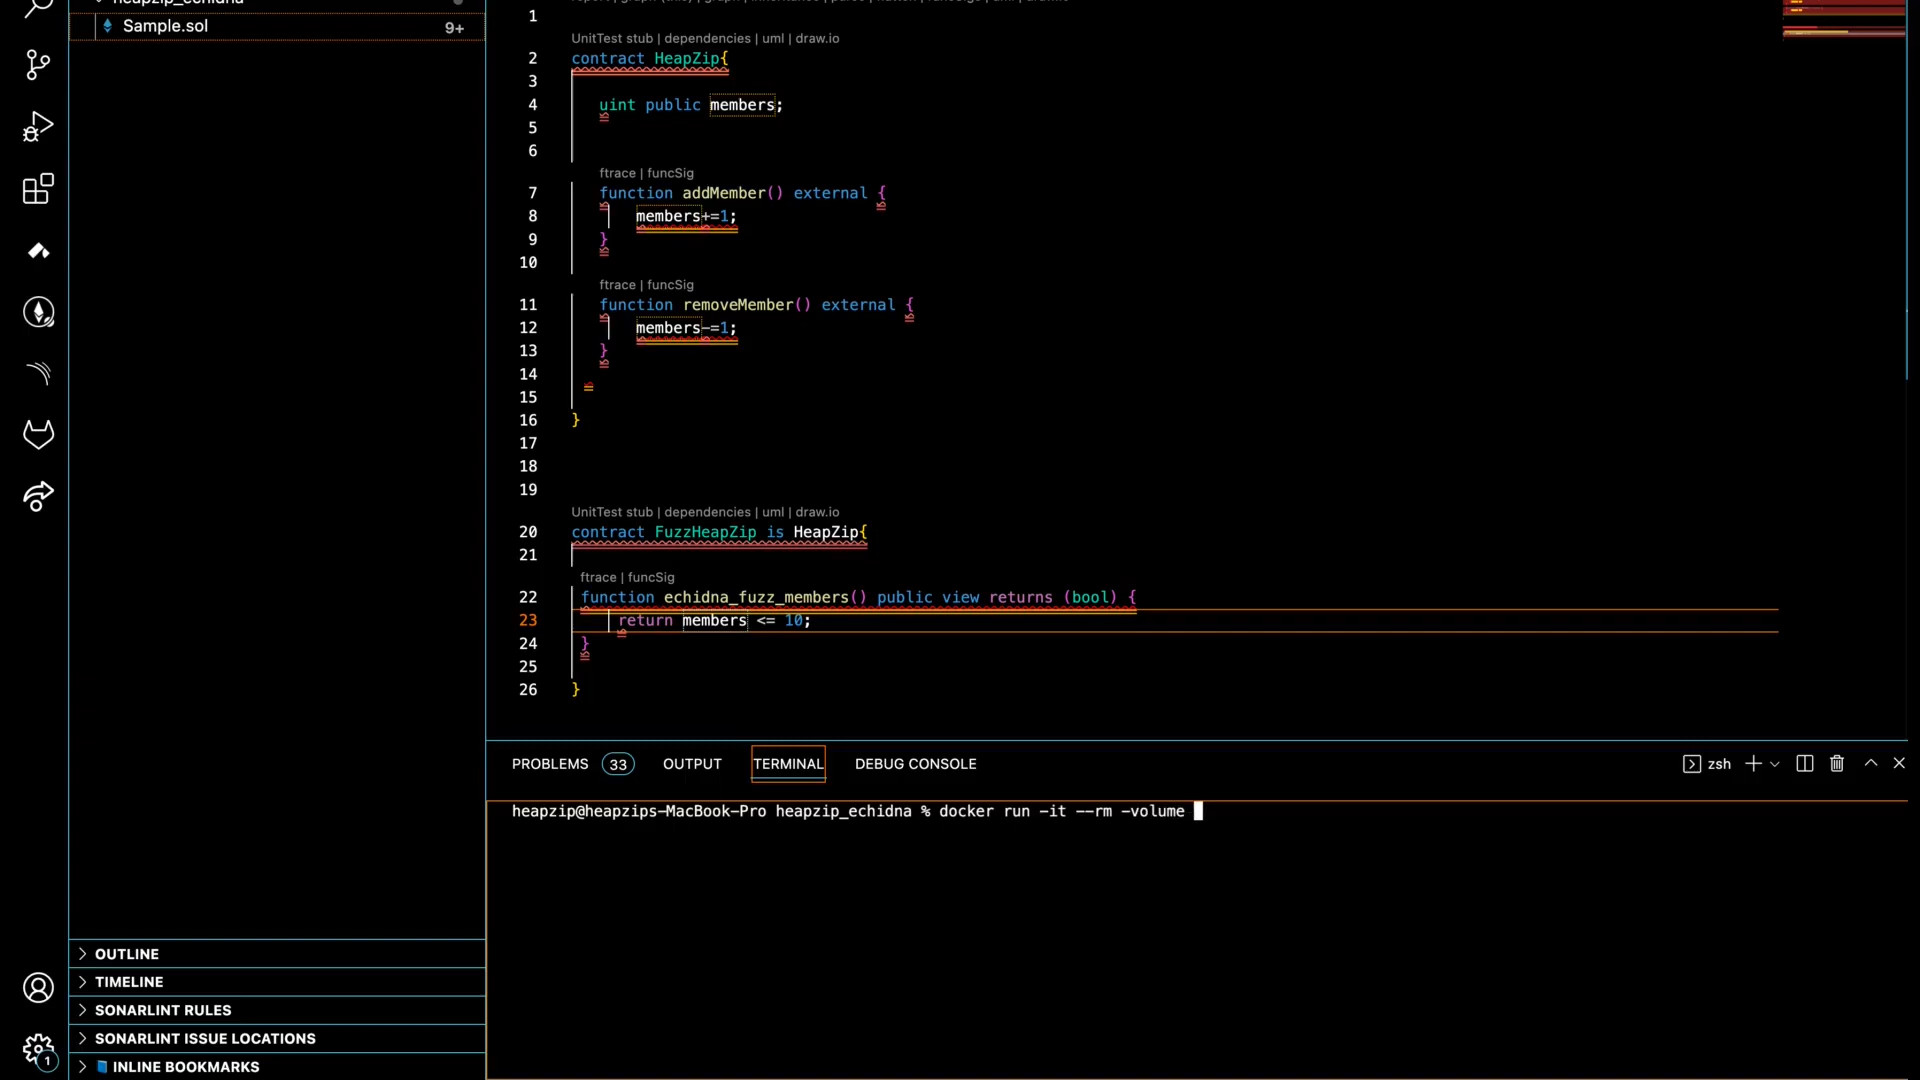 heapzip_echidna
Sample.sol 9+
1
UnitTest stub | dependencies | uml | draw.io
2 contract HeapZip{
3
4 uint public members;
5
6
ftrace | funcSig
7 function addMember() external {
8 members+=1;
9 }
10
ftrace | funcSig
11 function removeMember() external {
12 members-=1;
13 }
14
15
16 }
17
18
19
UnitTest stub | dependencies | uml | draw.io
20 contract FuzzHeapZip is HeapZip{
21
ftrace | funcSig
22 function echidna_fuzz_members() public view returns (bool) {
23 return members <= 10;
24 }
25
26 }
PROBLEMS 33 OUTPUT TERMINAL DEBUG CONSOLE zsh
heapzip@heapzips-MacBook-Pro heapzip_echidna % docker run -it --rm -volume
OUTLINE
TIMELINE
SONARLINT RULES
SONARLINT ISSUE LOCATIONS
INLINE BOOKMARKS
1